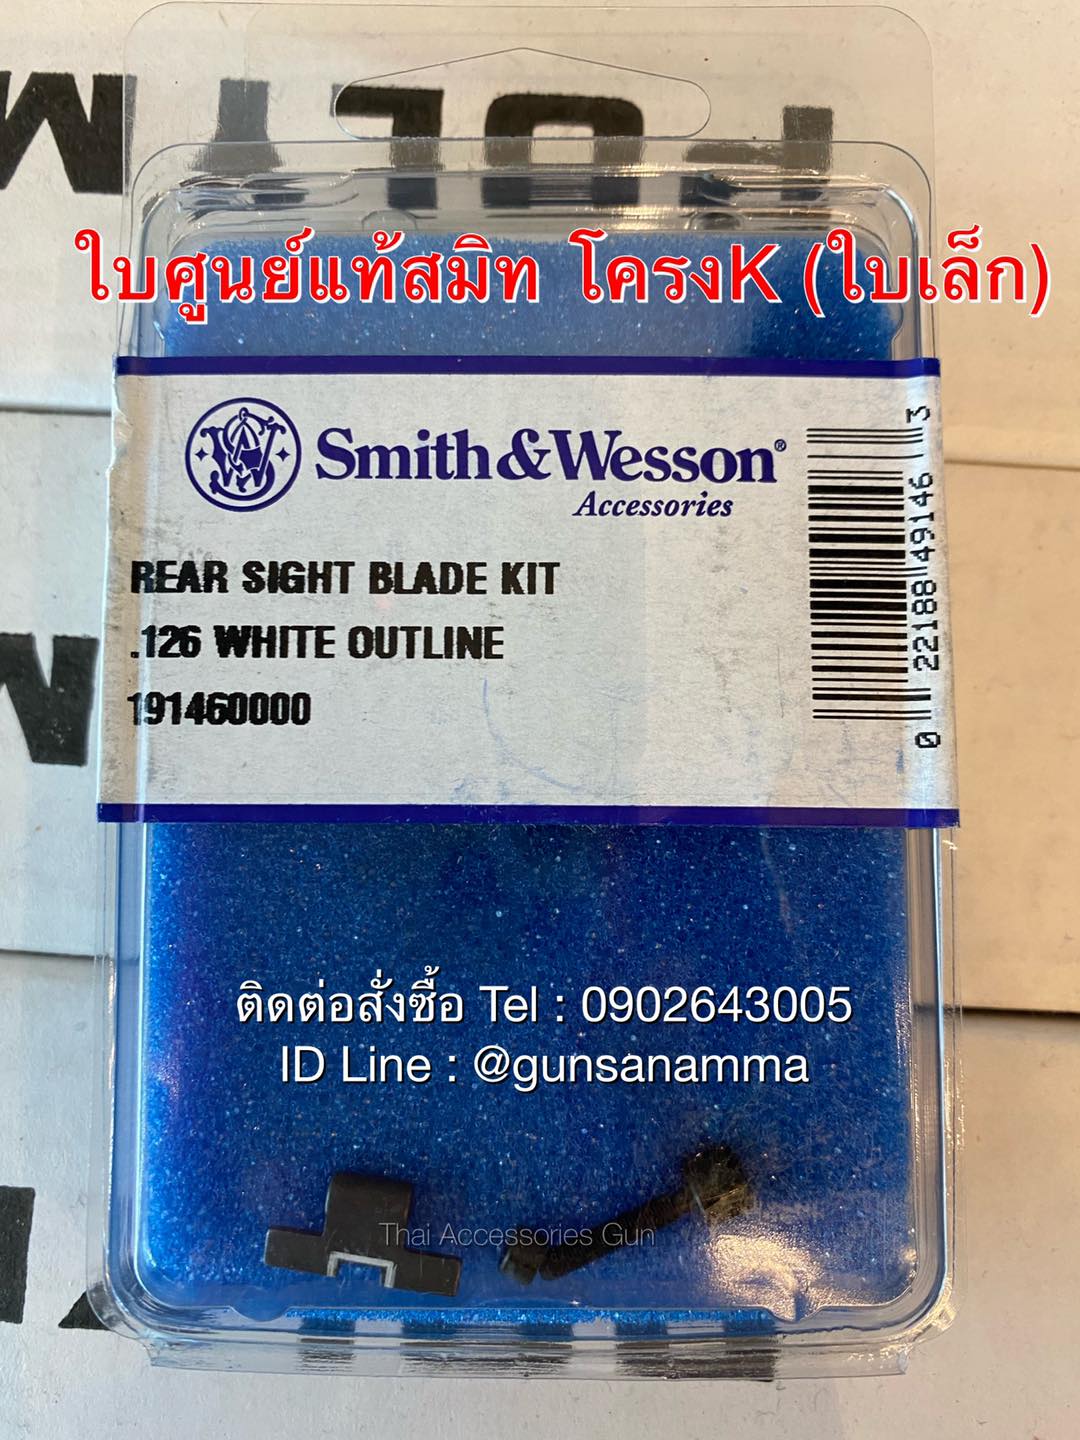 ใบศูนย์แท้สมิท โครงK (ใบเล็ก)
Smith & Wesson®
Accessories
REAR SIGHT BLADE KIT
.126 WHITE OUTLINE
191460000
0 22188 49146 3
ติดต่อสั่งซื้อ Tel : 0902643005
ID Line : @gunsanamma
Thai Accessories Gun